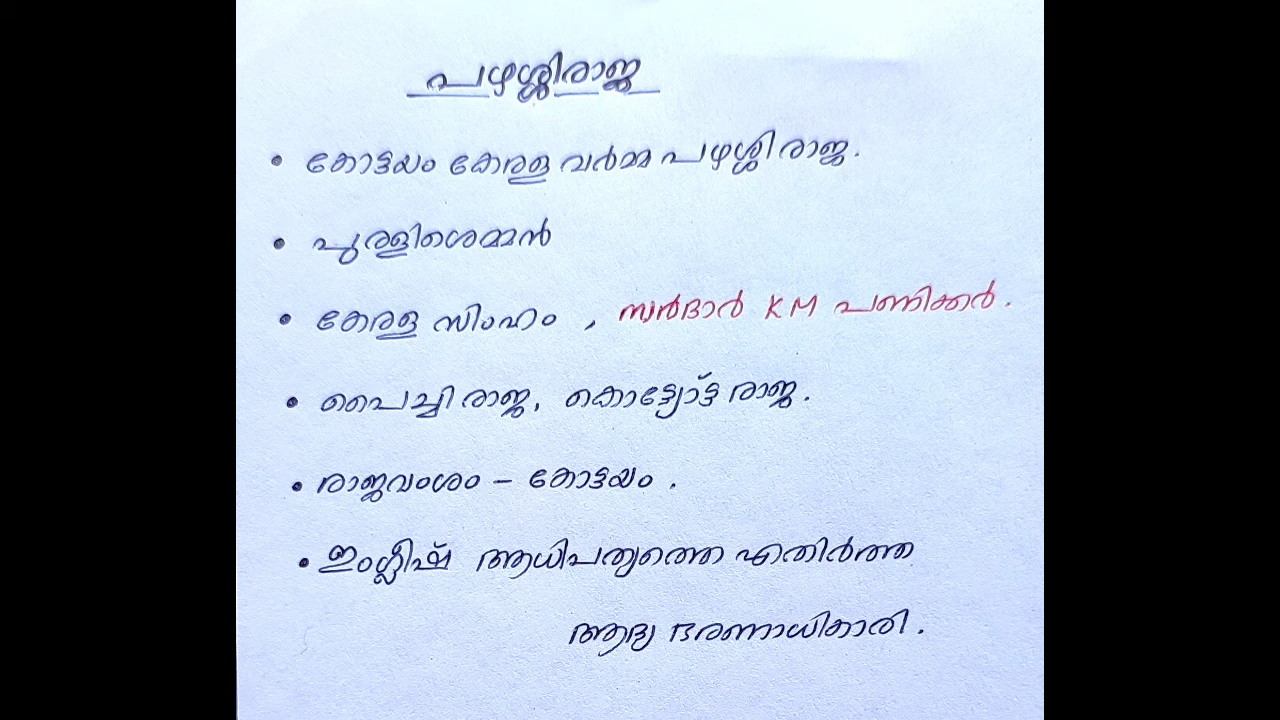 പഴശ്ശിരാജ
• കോട്ടയം കേരള വർമ്മ പഴശ്ശി രാജ.
• പുരളിശെമ്മൻ
• കേരള സിംഹം , സർദാർ KM പണിക്കർ.
• പൈച്ചി രാജ, കൊട്ട്യോട്ട് രാജ.
• രാജവംശം – കോട്ടയം .
• ഇംഗ്ലീഷ് ആധിപത്യത്തെ എതിർത്ത
ആദ്യ ഭരണാധികാരി.